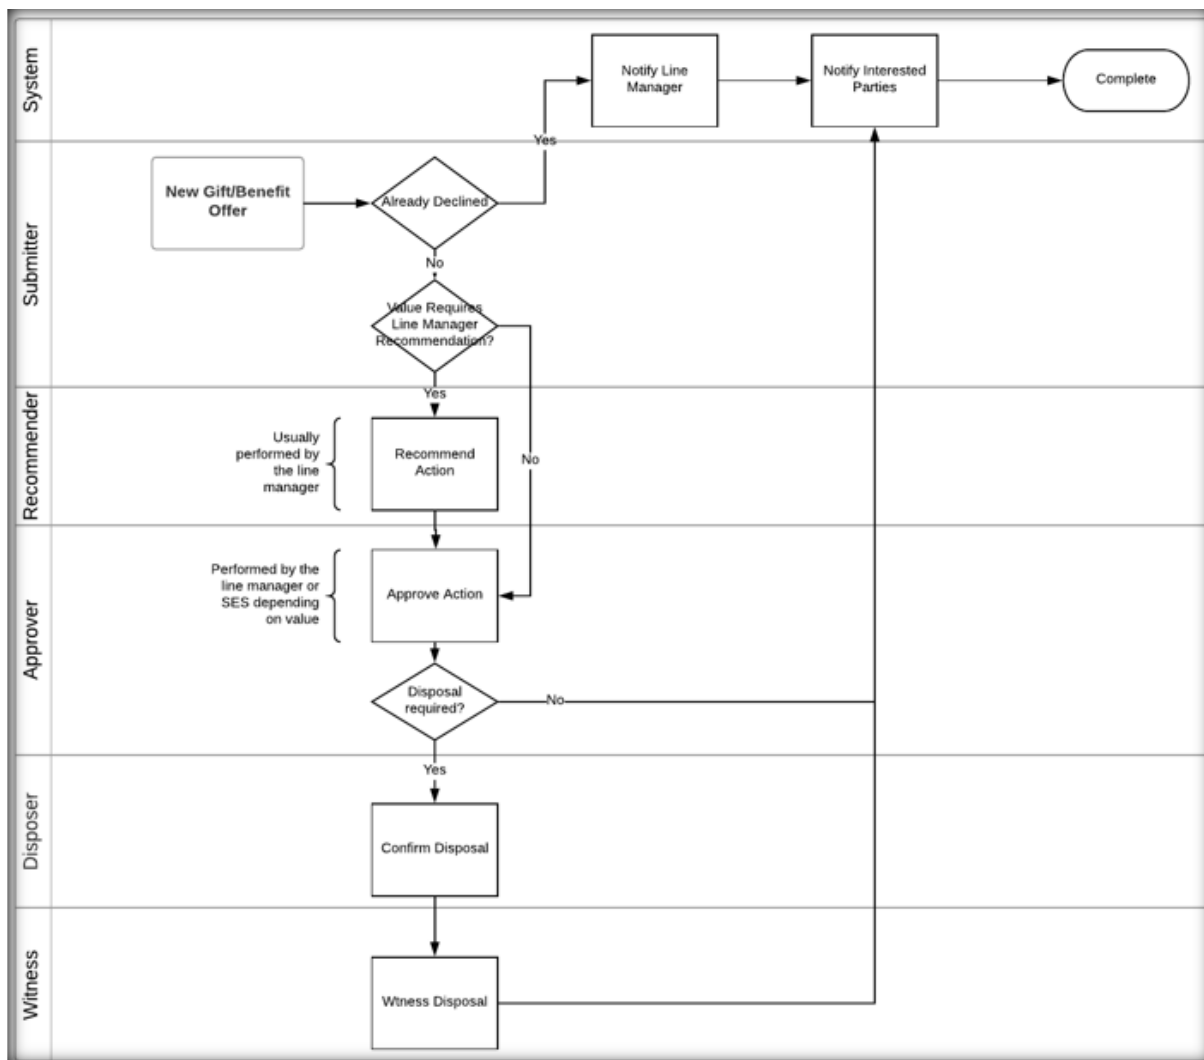 System
Notify Line
Manager
Notify Interested
Parties
Complete
Yes
Submitter
New Gift/Benefit
Offer
Already Declined
No
Value Requires
Line Manager
Recommendation?
Yes
Recommender
Usually
performed by
the line
manager
Recommend
Action
No
Approver
Performed by the
line manager or
SES depending
on value
Approve Action
Disposal
required?
No
Yes
Disposer
Confirm Disposal
Witness
Wtness Disposal